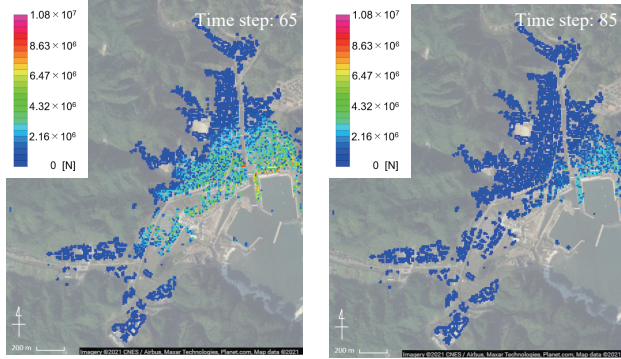 1.08×10⁷
Time step: 65
8.63×10⁶
6.47×10⁶
4.32×10⁶
2.16×10⁶
0 [N]
200 m
Imagery ©2021 CNES / Airbus, Maxar Technologies, Planet.com, Map data ©2021
1.08×10⁷
Time step: 85
8.63×10⁶
6.47×10⁶
4.32×10⁶
2.16×10⁶
0 [N]
200 m
Imagery ©2021 CNES / Airbus, Maxar Technologies, Planet.com, Map data ©2021